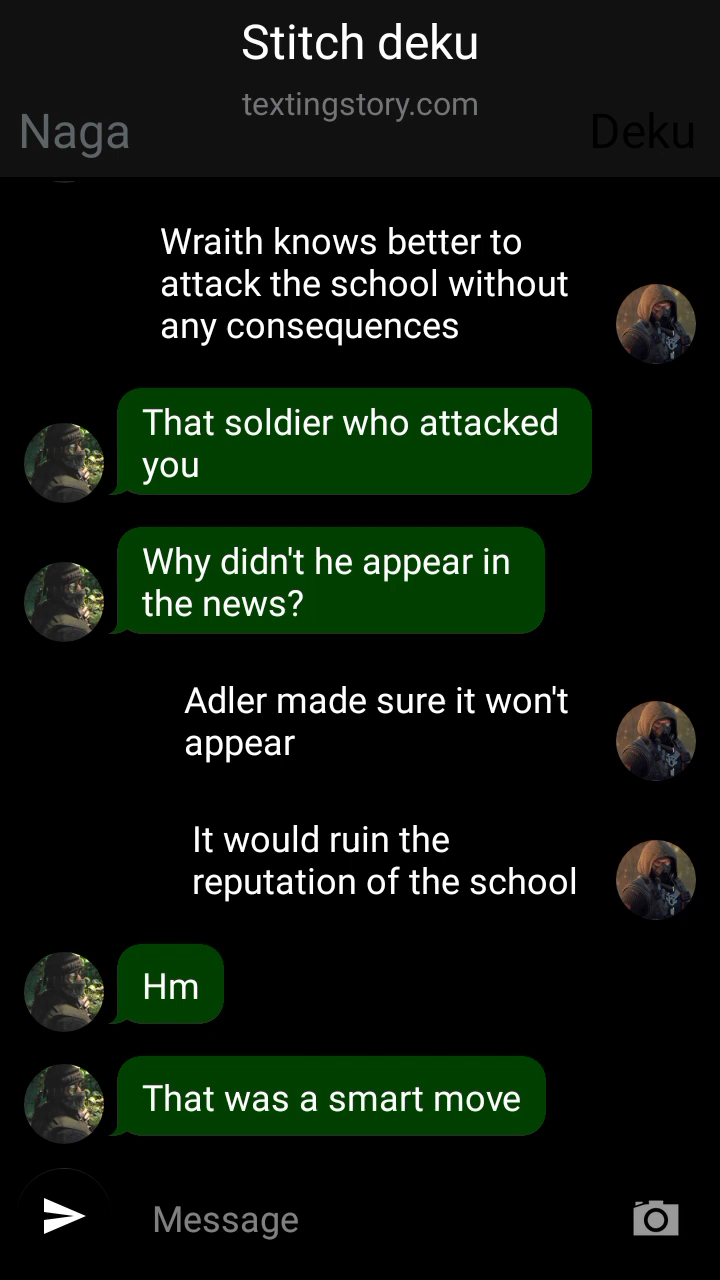 Stitch deku
textingstory.com
Naga
Deku
Wraith knows better to
attack the school without
any consequences
That soldier who attacked
you
Why didn't he appear in
the news?
Adler made sure it won't
appear
It would ruin the
reputation of the school
Hm
That was a smart move
Message